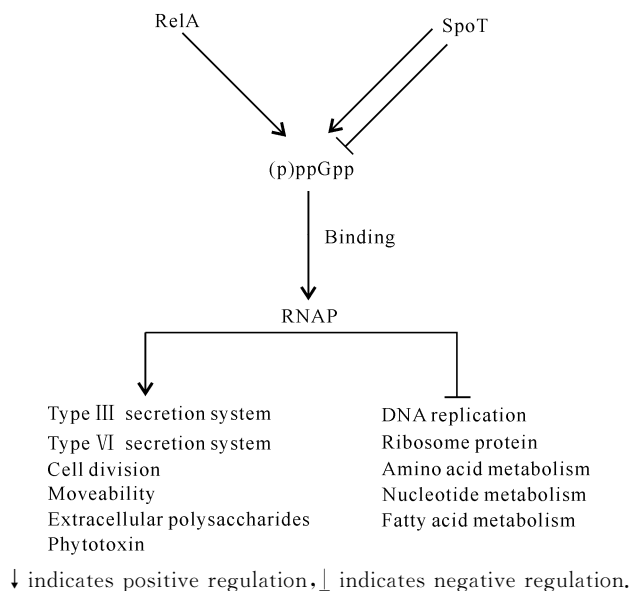 RelA
SpoT
(p)ppGpp
Binding
RNAP
Type Ⅲ secretion system
Type Ⅵ secretion system
Cell division
Moveability
Extracellular polysaccharides
Phytotoxin
DNA replication
Ribosome protein
Amino acid metabolism
Nucleotide metabolism
Fatty acid metabolism
↓ indicates positive regulation, ⊥ indicates negative regulation.